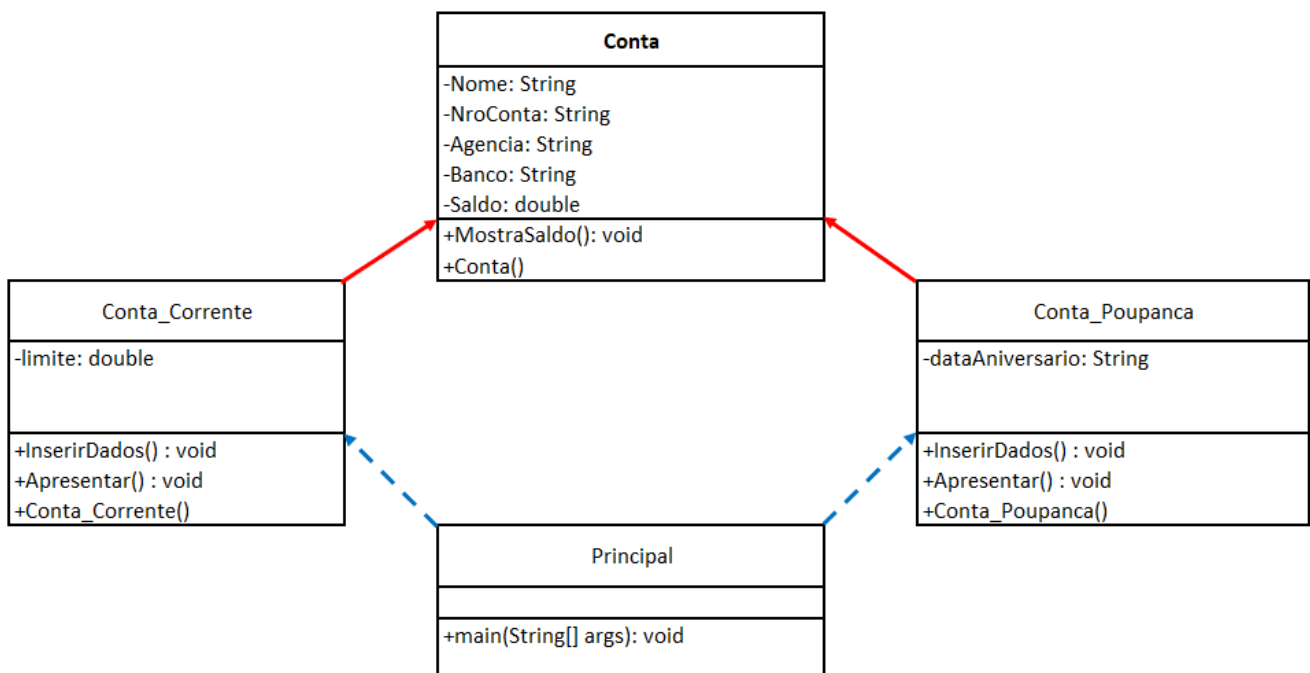 Conta
-Nome: String
-NroConta: String
-Agencia: String
-Banco: String
-Saldo: double
+MostraSaldo(): void
+Conta()
Conta_Corrente
-limite: double
+InserirDados() : void
+Apresentar() : void
+Conta_Corrente()
Conta_Poupanca
-dataAniversario: String
+InserirDados() : void
+Apresentar() : void
+Conta_Poupanca()
Principal
+main(String[] args): void